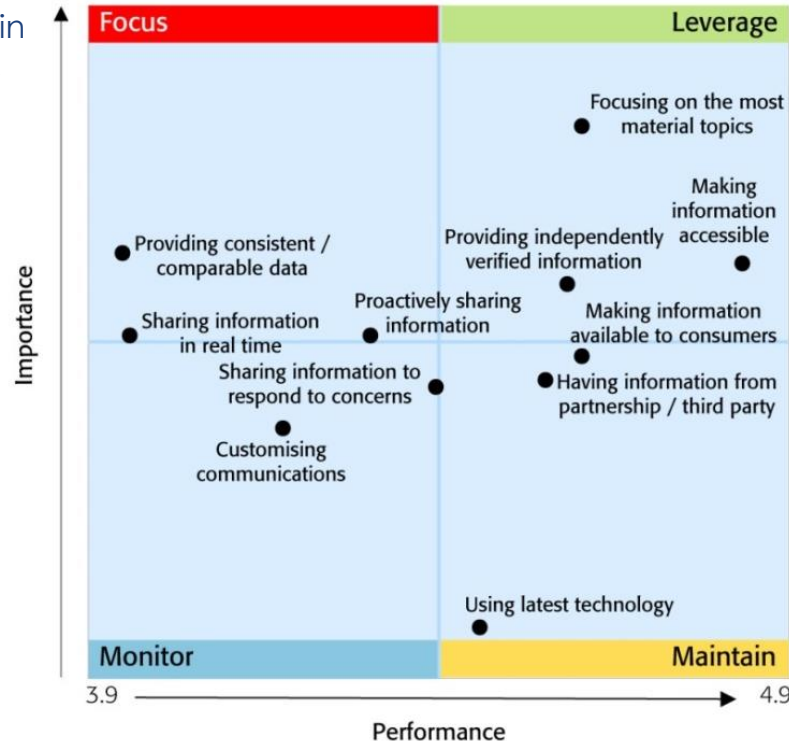 in
Focus
Leverage
Focusing on the most
material topics
Making
information
accessible
Providing consistent /
comparable data
Providing independently
verified information
Proactively sharing
information
Making information
available to consumers
Sharing information
in real time
Sharing information to
respond to concerns
Having information from
partnership / third party
Customising
communications
Using latest technology
Monitor
Maintain
Importance
3.9
4.9
Performance